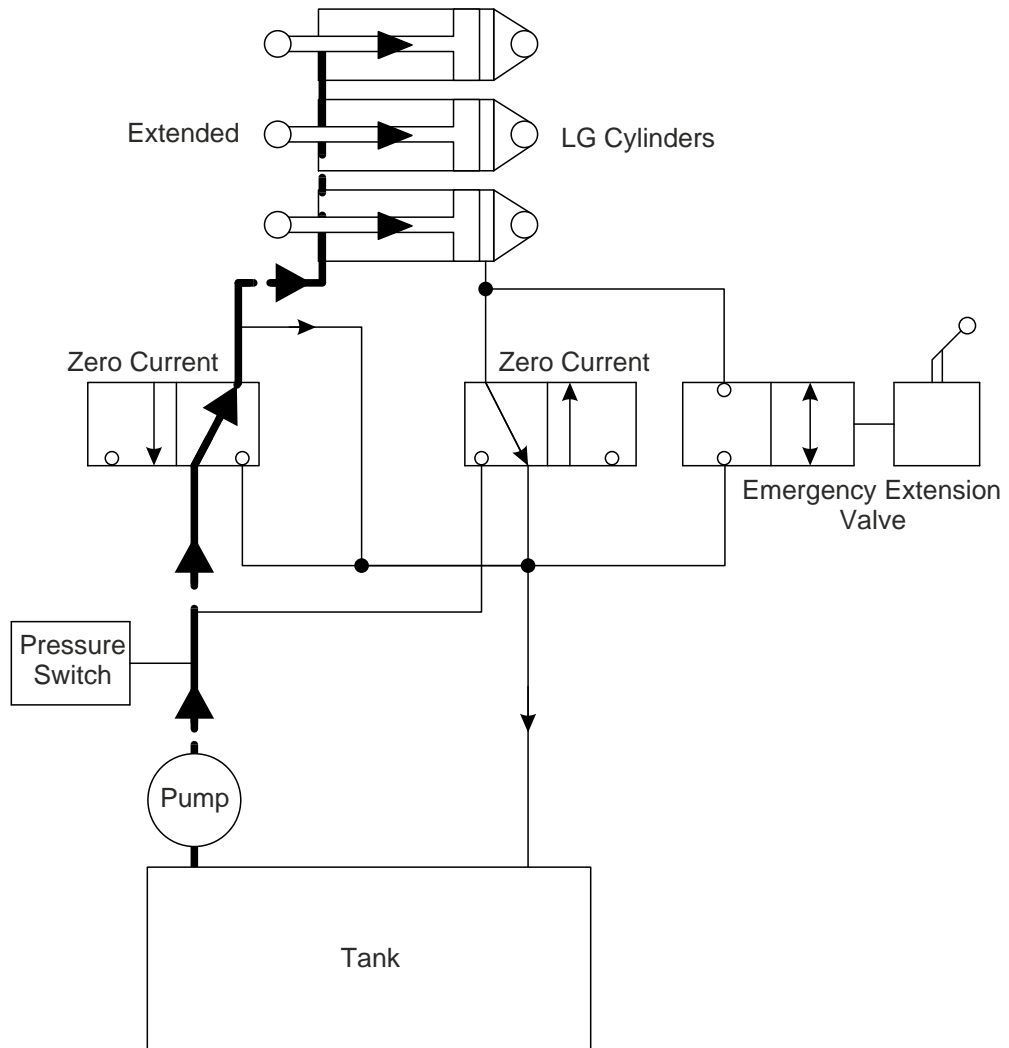 Extended
LG Cylinders
Zero Current
Zero Current
Emergency Extension
Valve
Pressure
Switch
Pump
Tank